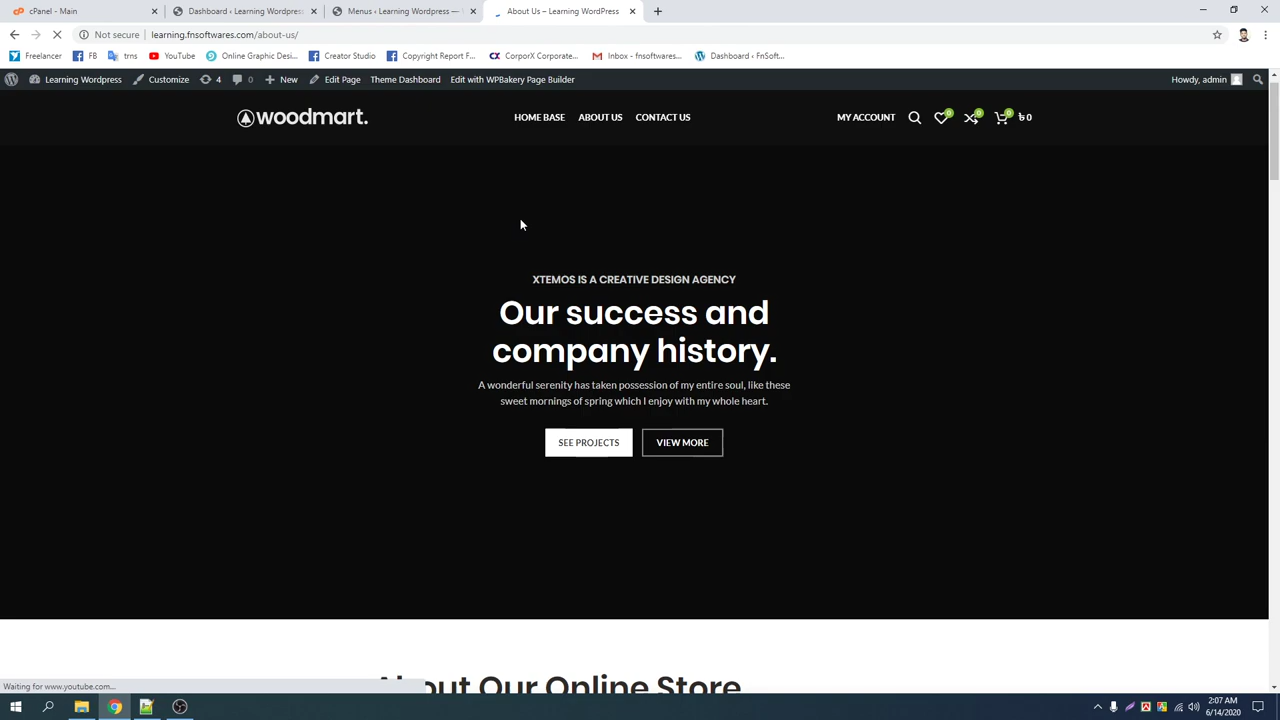 cPanel - Main
Dashboard ‹ Learning Wordpress
Menus ‹ Learning Wordpress —
About Us – Learning WordPress
Not secure
learning.fnsoftwares.com/about-us/
Freelancer
FB
trns
YouTube
Online Graphic Desi...
Creator Studio
Copyright Report F...
CorporX Corporate...
Inbox - fnsoftwares...
Dashboard ‹ FnSoft...
Learning Wordpress
Customize
4
0
New
Edit Page
Theme Dashboard
Edit with WPBakery Page Builder
Howdy, admin
woodmart.
HOME BASE
ABOUT US
CONTACT US
MY ACCOUNT
0
0
0
৳ 0
XTEMOS IS A CREATIVE DESIGN AGENCY
Our success and
company history.
A wonderful serenity has taken possession of my entire soul, like these
sweet mornings of spring which I enjoy with my whole heart.
SEE PROJECTS
VIEW MORE
About Our Online Store
Waiting for www.youtube.com...
2:07 AM
6/14/2020